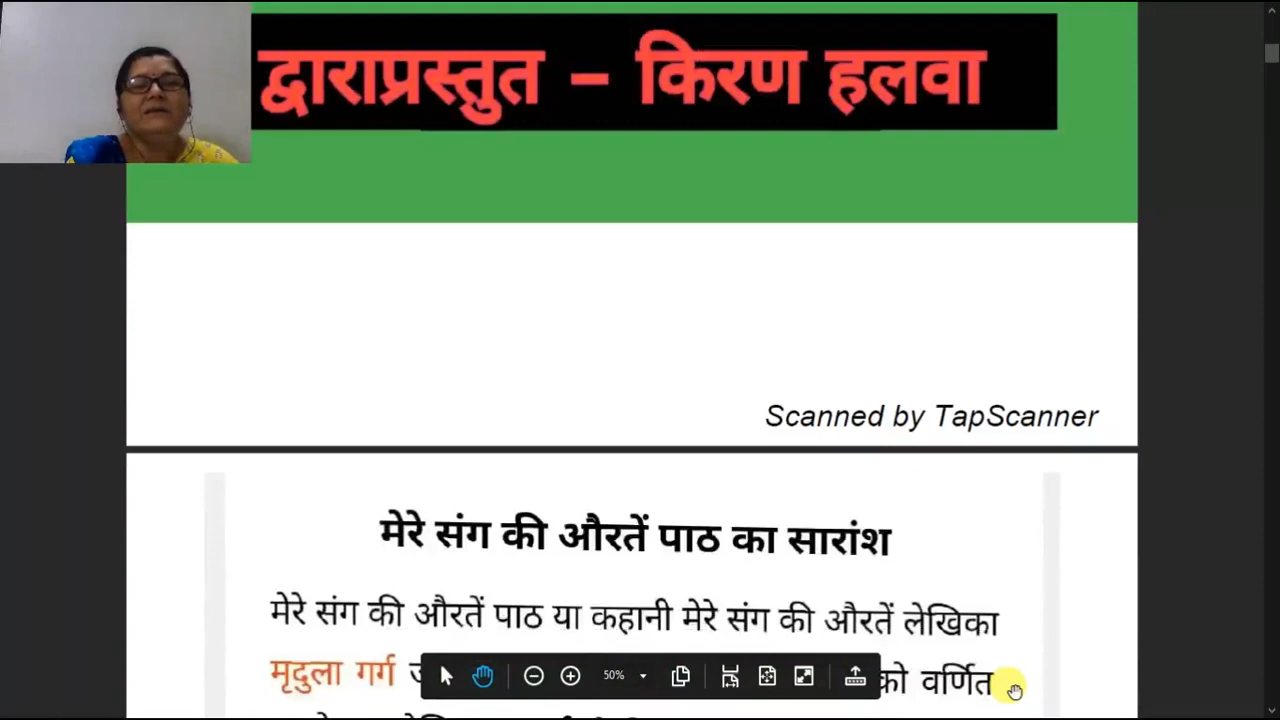 द्वाराप्रस्तुत – किरण हलवा
Scanned by TapScanner
मेरे संग की औरतें पाठ का सारांश
मेरे संग की औरतें पाठ या कहानी मेरे संग की औरतें लेखिका
मृदुला गर्ग
को वर्णित
50%